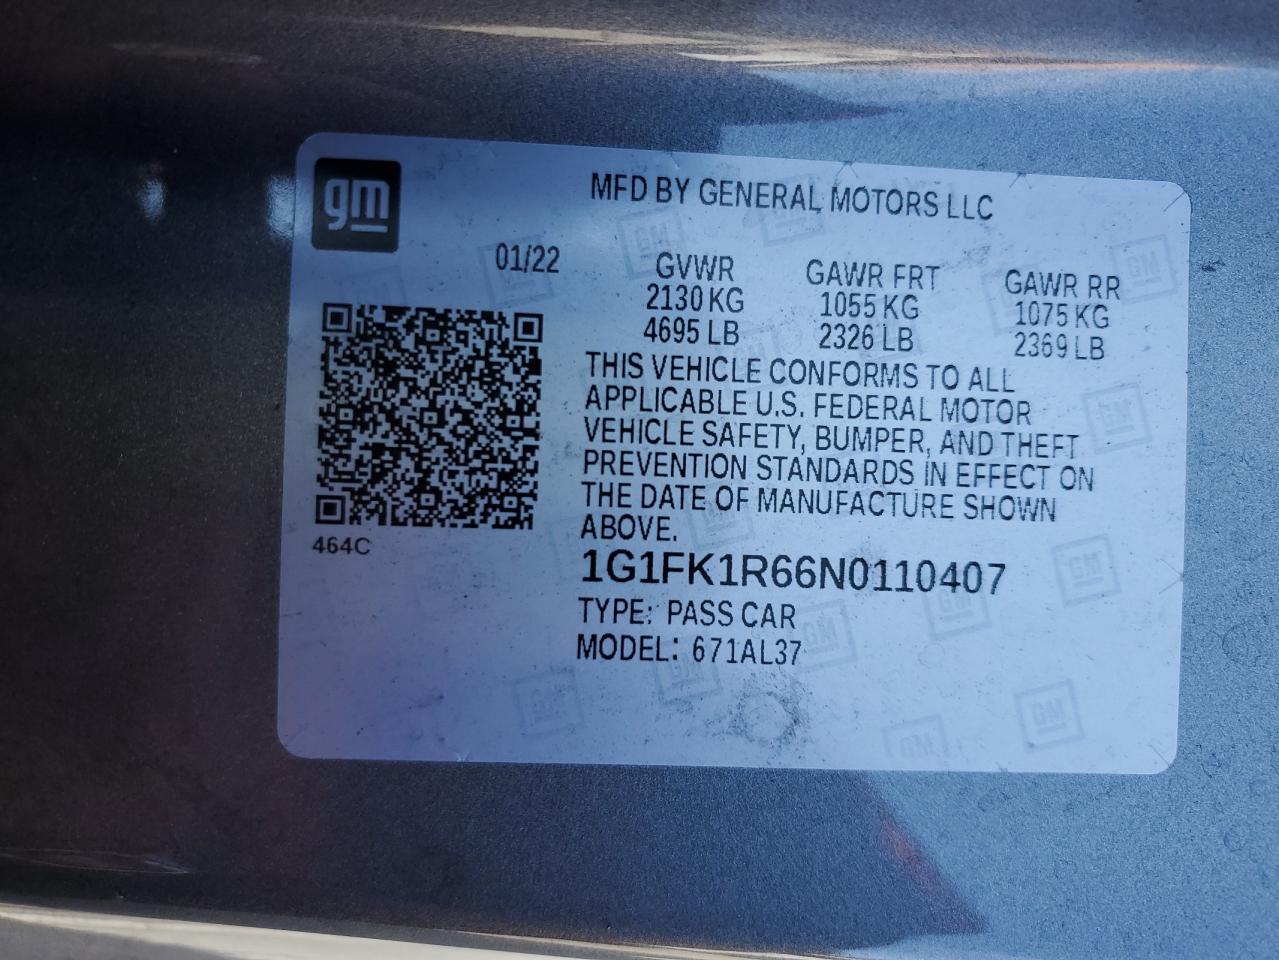 gm
MFD BY GENERAL MOTORS LLC
01/22
GVWR GAWR FRT GAWR RR
2130 KG 1055 KG 1075 KG
4695 LB 2326 LB 2369 LB
THIS VEHICLE CONFORMS TO ALL
APPLICABLE U.S. FEDERAL MOTOR
VEHICLE SAFETY, BUMPER, AND THEFT
PREVENTION STANDARDS IN EFFECT ON
THE DATE OF MANUFACTURE SHOWN
ABOVE.
464C
1G1FK1R66N0110407
TYPE: PASS CAR
MODEL: 671AL37